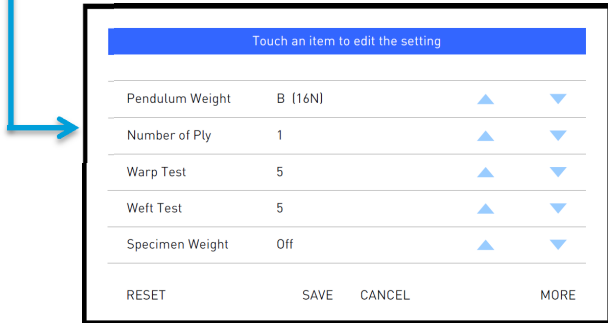 Touch an item to edit the setting
Pendulum Weight B (16N)
Number of Ply 1
Warp Test 5
Weft Test 5
Specimen Weight Off
RESET SAVE CANCEL MORE